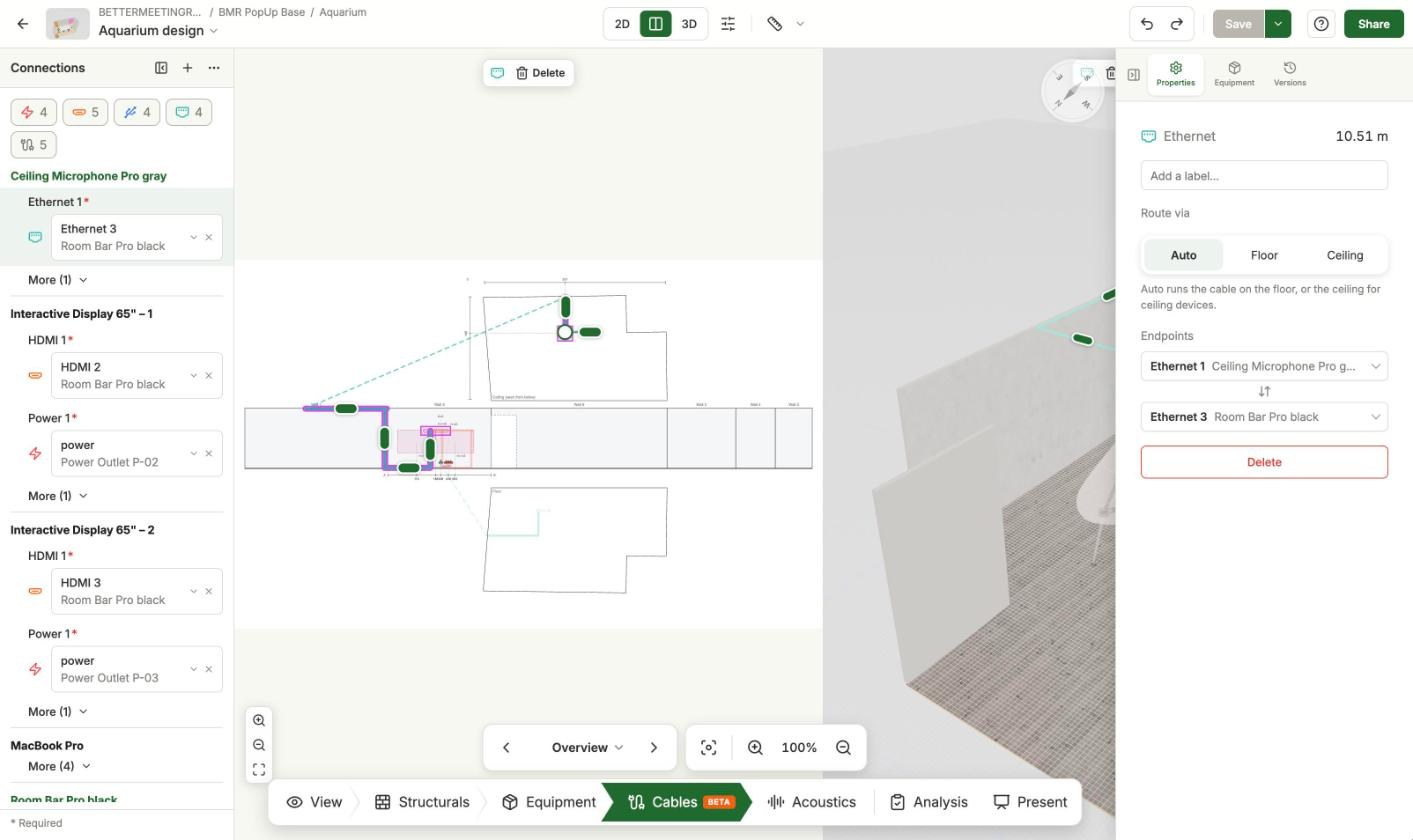 BETTERMEETINGR... / BMR PopUp Base / Aquarium
Aquarium design
2D
3D
Save
Share
Connections
4
5
4
4
5
Ceiling Microphone Pro gray
Ethernet 1*
Ethernet 3
Room Bar Pro black
More (1)
Interactive Display 65" – 1
HDMI 1*
HDMI 2
Room Bar Pro black
Power 1*
power
Power Outlet P-02
More (1)
Interactive Display 65" – 2
HDMI 1*
HDMI 3
Room Bar Pro black
Power 1*
power
Power Outlet P-03
More (1)
MacBook Pro
More (4)
Room Bar Pro black
* Required
Delete
Overview
100%
View
Structurals
Equipment
Cables BETA
Acoustics
Analysis
Present
Properties
Equipment
Versions
Ethernet
10.51 m
Add a label...
Route via
Auto
Floor
Ceiling
Auto runs the cable on the floor, or the ceiling for
ceiling devices.
Endpoints
Ethernet 1 Ceiling Microphone Pro g...
Ethernet 3 Room Bar Pro black
Delete